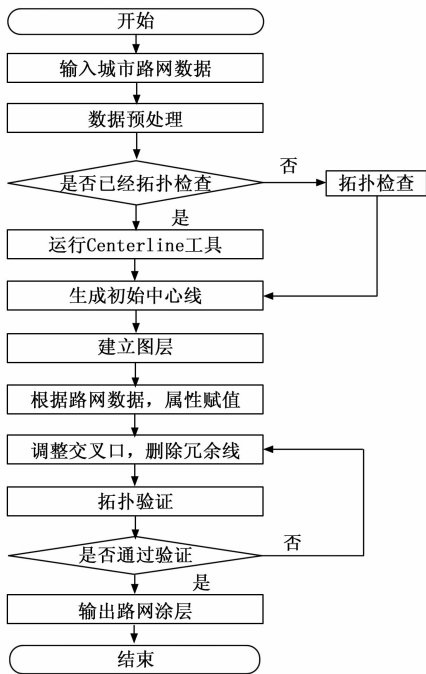 开始
输入城市路网数据
数据预处理
是否已经拓扑检查
否
拓扑检查
是
运行Centerline工具
生成初始中心线
建立图层
根据路网数据，属性赋值
调整交叉口，删除冗余线
拓扑验证
是否通过验证
否
是
输出路网涂层
结束